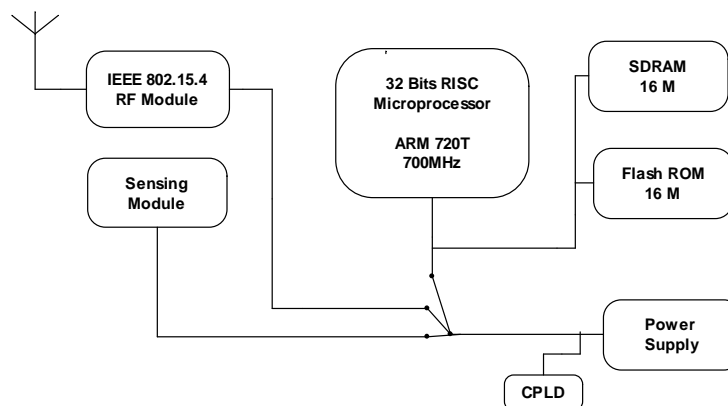 IEEE 802.15.4
RF Module
32 Bits RISC
Microprocessor
ARM 720T
700MHz
SDRAM
16 M
Sensing
Module
Flash ROM
16 M
Power
Supply
CPLD